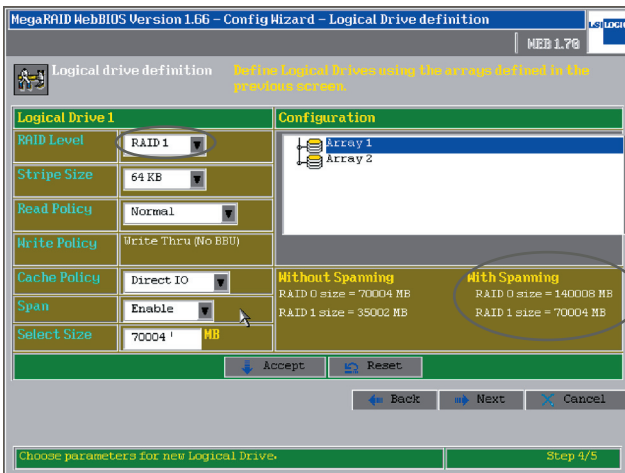 MegaRAID WebBIOS Version 1.66 - Config Wizard - Logical Drive definition
LSI LOGIC
WEB 1.78
Logical drive definition
Define Logical Drives using the arrays defined in the
previous screen.
Logical Drive 1
Configuration
RAID Level
RAID 1
Array 1
Array 2
Stripe Size
64 KB
Read Policy
Normal
Write Policy
Write Thru (No BBU)
Cache Policy
Direct IO
Without Spanning
With Spanning
RAID 0 size = 70004 MB
RAID 0 size = 140008 MB
Span
Enable
RAID 1 size = 35002 MB
RAID 1 size = 70004 MB
Select Size
70004
MB
Accept
Reset
Back
Next
Cancel
Choose parameters for new Logical Drive.
Step 4/5